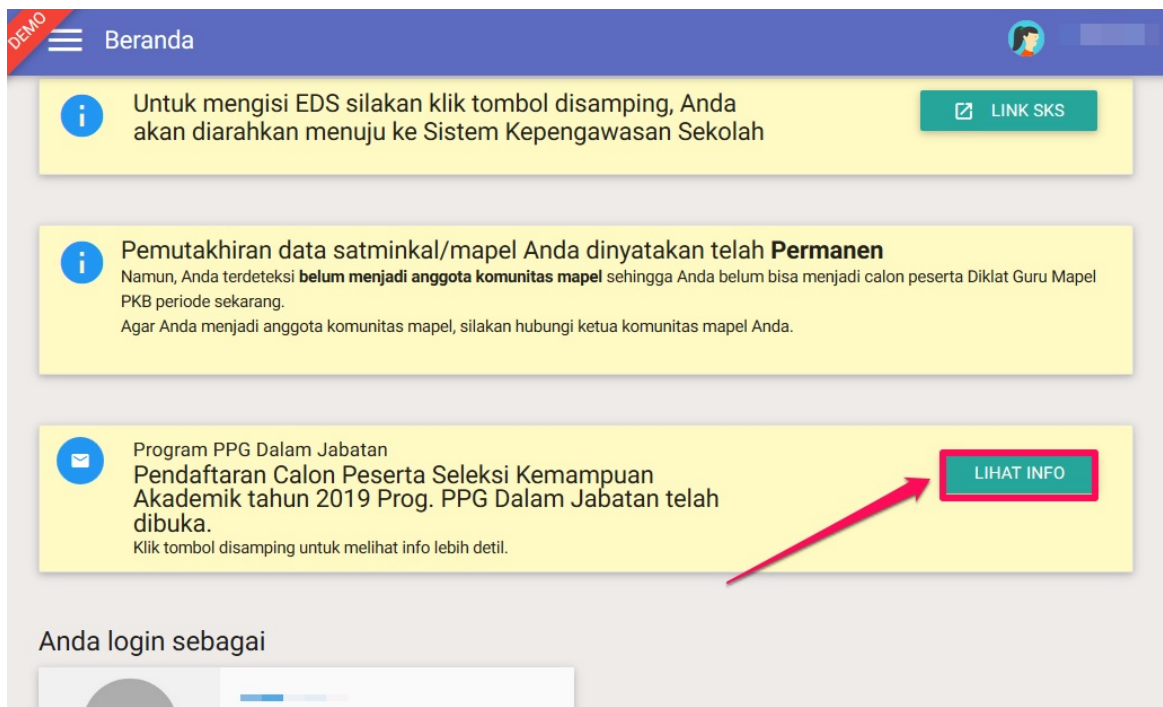 DEMO
Beranda
Untuk mengisi EDS silakan klik tombol disamping, Anda
akan diarahkan menuju ke Sistem Kepengawasan Sekolah
LINK SKS
Pemutakhiran data satminkal/mapel Anda dinyatakan telah Permanen
Namun, Anda terdeteksi belum menjadi anggota komunitas mapel sehingga Anda belum bisa menjadi calon peserta Diklat Guru Mapel
PKB periode sekarang.
Agar Anda menjadi anggota komunitas mapel, silakan hubungi ketua komunitas mapel Anda.
Program PPG Dalam Jabatan
Pendaftaran Calon Peserta Seleksi Kemampuan
Akademik tahun 2019 Prog. PPG Dalam Jabatan telah
dibuka.
Klik tombol disamping untuk melihat info lebih detil.
LIHAT INFO
Anda login sebagai